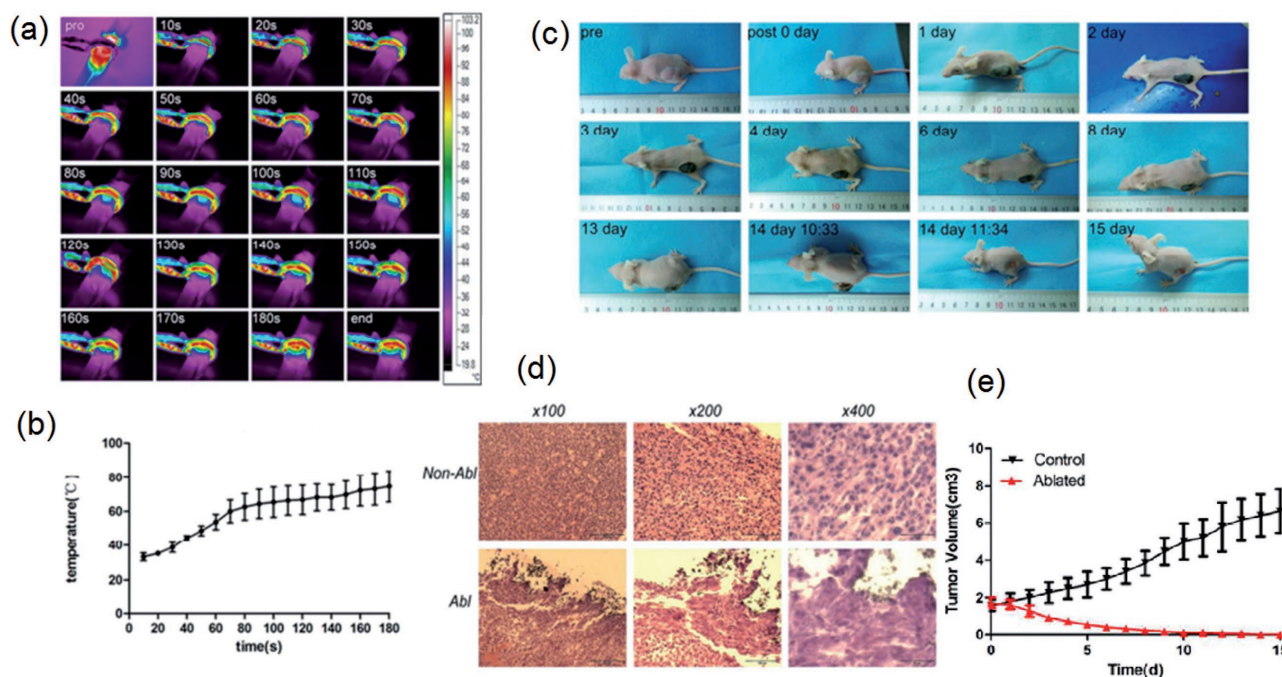 (a)
pro
10s
20s
30s
40s
50s
60s
70s
80s
90s
100s
110s
120s
130s
140s
150s
160s
170s
180s
end
103.2
100
96
92
88
84
80
76
72
68
64
60
56
52
48
44
40
36
32
28
24
19.8
°C
(b)
temperature(℃)
100
80
60
40
20
0
0 20 40 60 80 100 120 140 160 180
time(s)
(c)
pre
post 0 day
1 day
2 day
3 day
4 day
6 day
8 day
13 day
14 day 10:33
14 day 11:34
15 day
(d)
x100 x200 x400
Non-Abl
Abl
(e)
Tumor Volume(cm3)
10
8
6
4
2
0
Control
Ablated
0 5 10 15
Time(d)